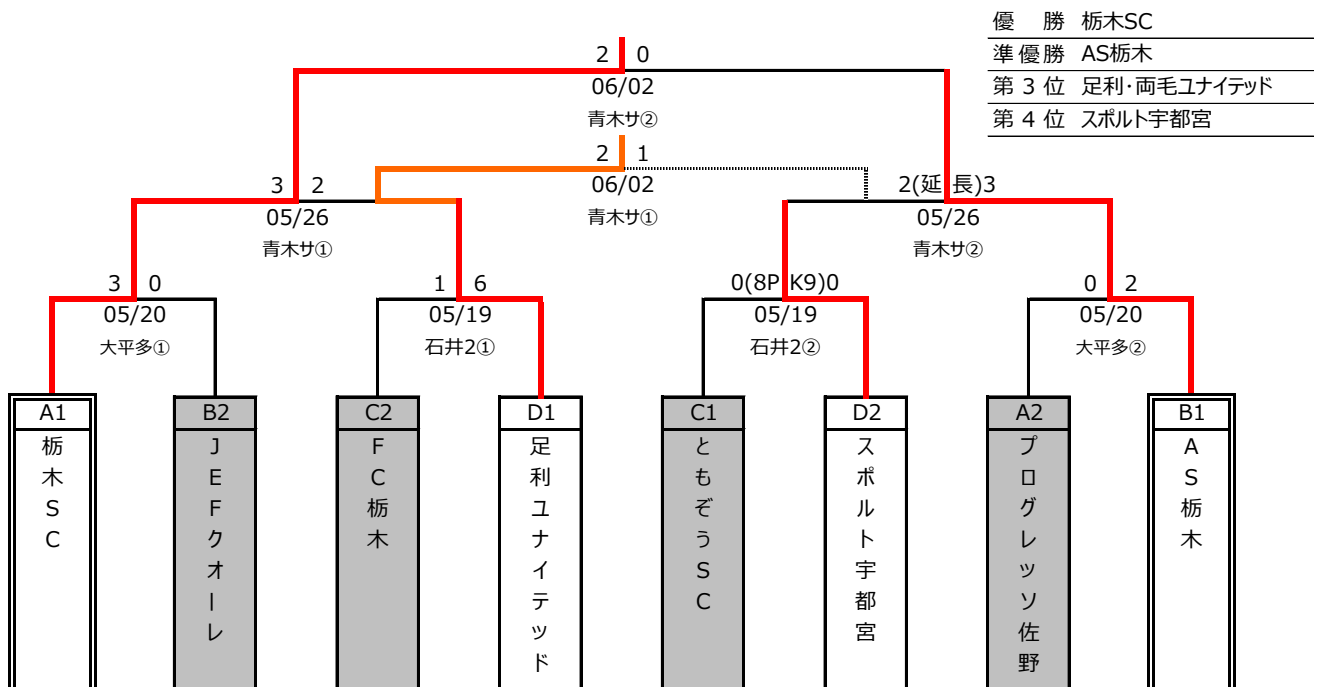 優 勝 栃木SC
準優勝 AS栃木
第3位 足利・両毛ユナイテッド
第4位 スポルト宇都宮
2 0
06/02
青木サ②
2 1
06/02
青木サ①
3 2
05/26
青木サ①
2(延 長)3
05/26
青木サ②
3 0
05/20
大平多①
1 6
05/19
石井2①
0(8P K9)0
05/19
石井2②
0 2
05/20
大平多②
A1
栃木SC
B2
JEFクオーレ
C2
FC栃木
D1
足利ユナイテッド
C1
ともぞうSC
D2
スポルト宇都宮
A2
プログレッソ佐野
B1
AS栃木